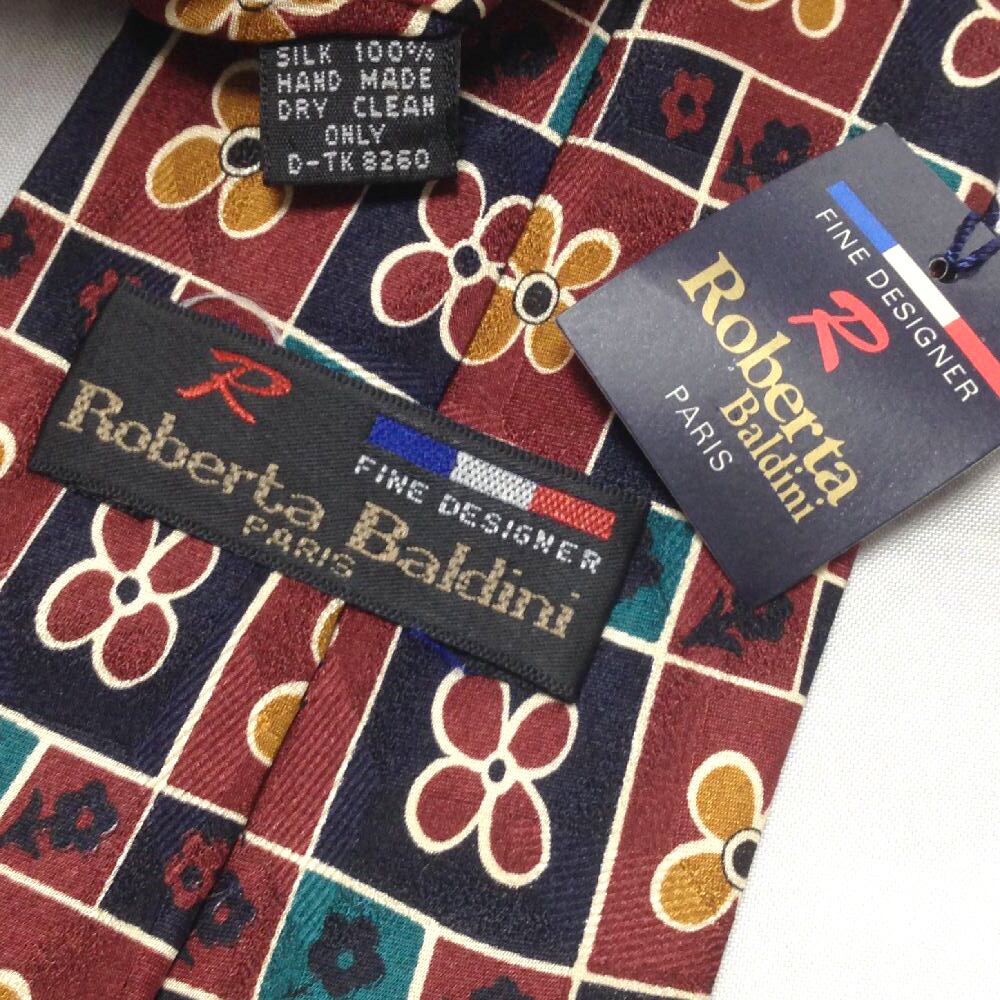 SILK 100%
HAND MADE
DRY CLEAN
ONLY
D-TK 8260
FINE DESIGNER
R
Roberta
Baldini
PARIS
R
Roberta Baldini
FINE DESIGNER
PARIS